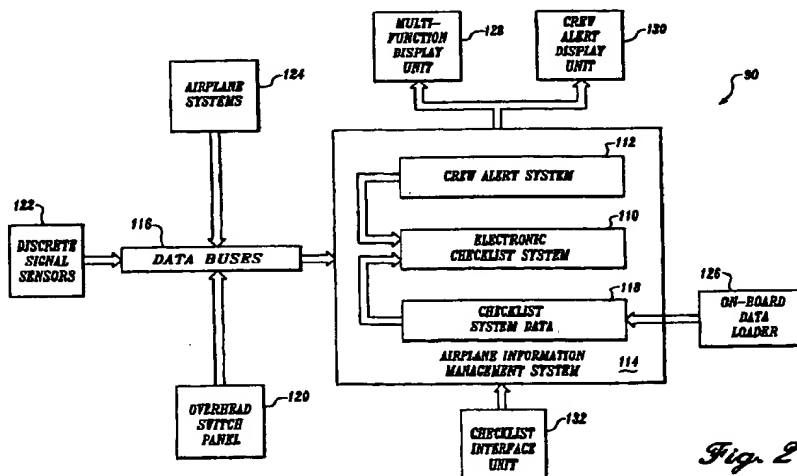 MULTI-
FUNCTION
DISPLAY
UNIT
128
CREW
ALERT
DISPLAY
UNIT
130
90
AIRPLANE
SYSTEMS
124
112
CREW ALERT SYSTEM
122
DISCRETE
SIGNAL
SENSORS
116
DATA BUSES
110
ELECTRONIC
CHECKLIST SYSTEM
118
CHECKLIST
SYSTEM DATA
126
ON-BOARD
DATA
LOADER
AIRPLANE INFORMATION
MANAGEMENT SYSTEM
114
OVERHEAD
SWITCH
PANEL
120
CHECKLIST
INTERFACE
UNIT
132
Fig. 2